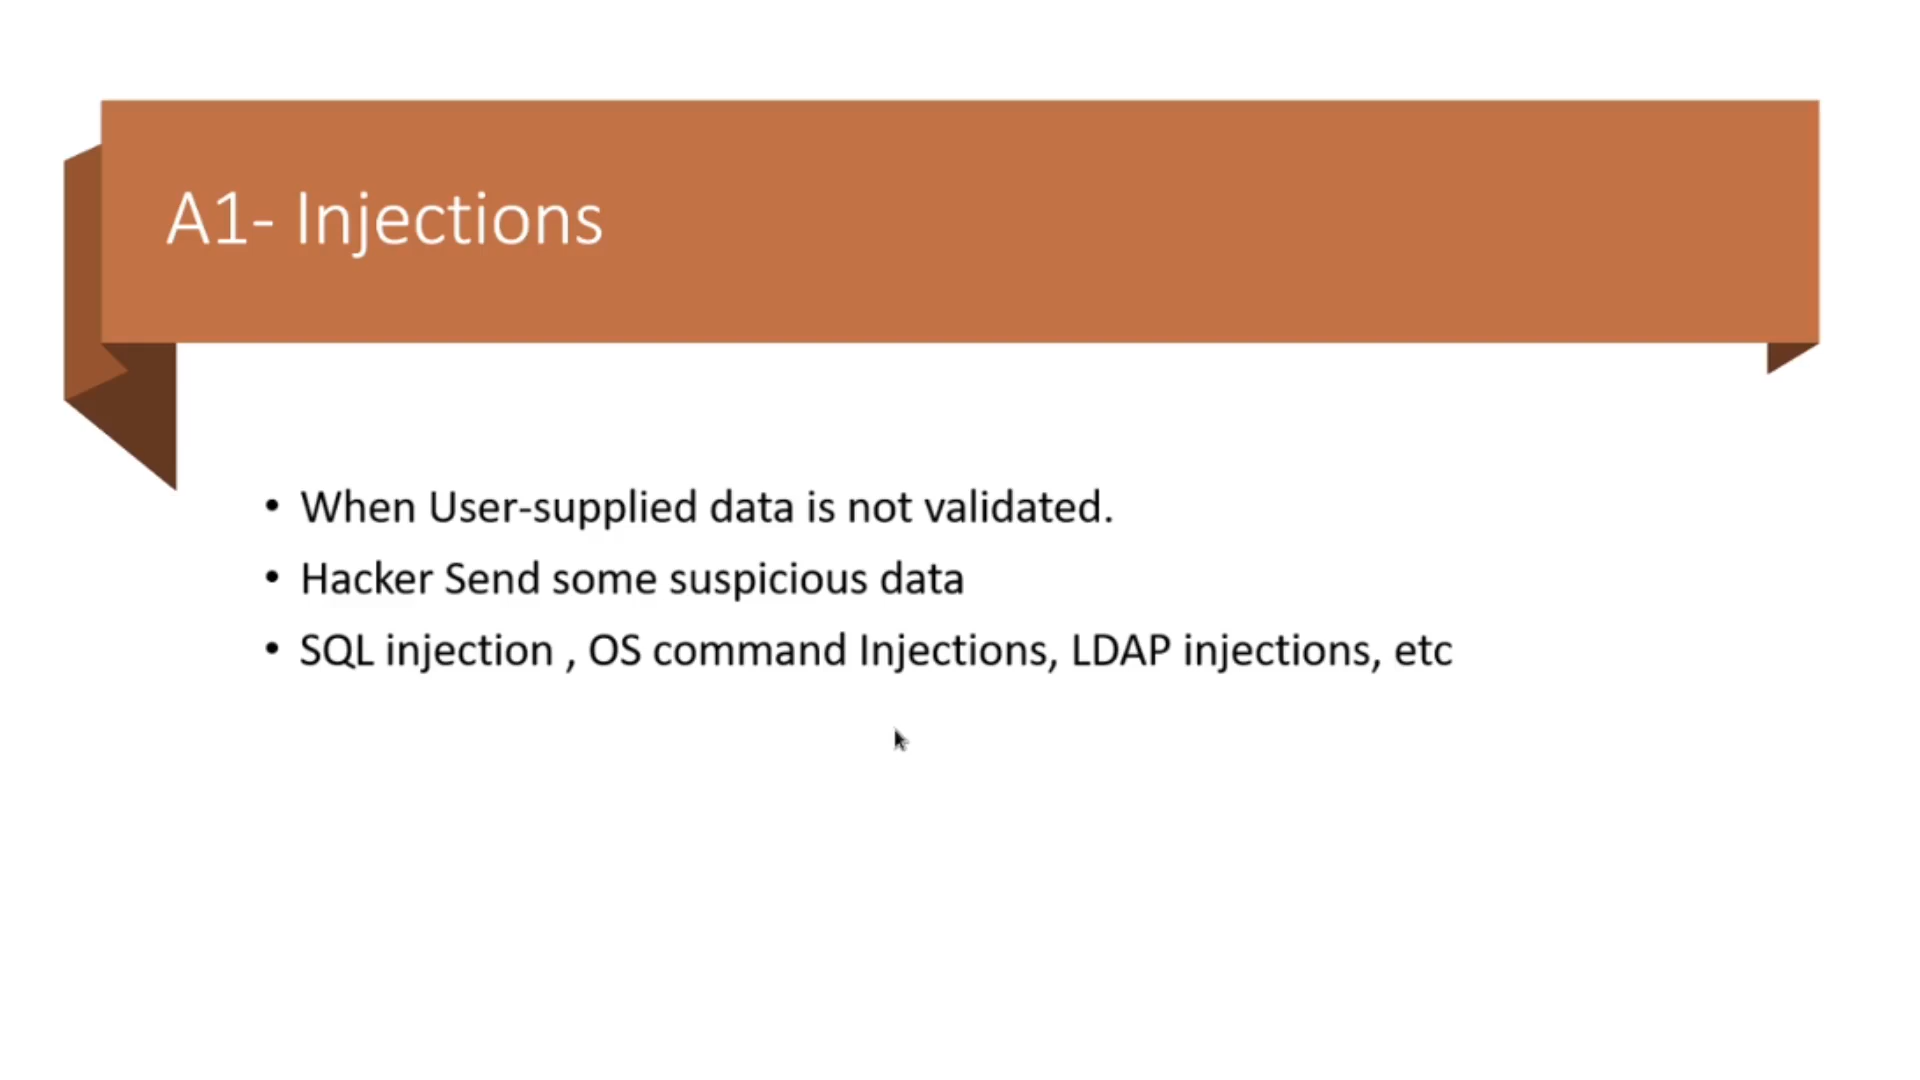 A1- Injections
• When User-supplied data is not validated.
• Hacker Send some suspicious data
• SQL injection , OS command Injections, LDAP injections, etc